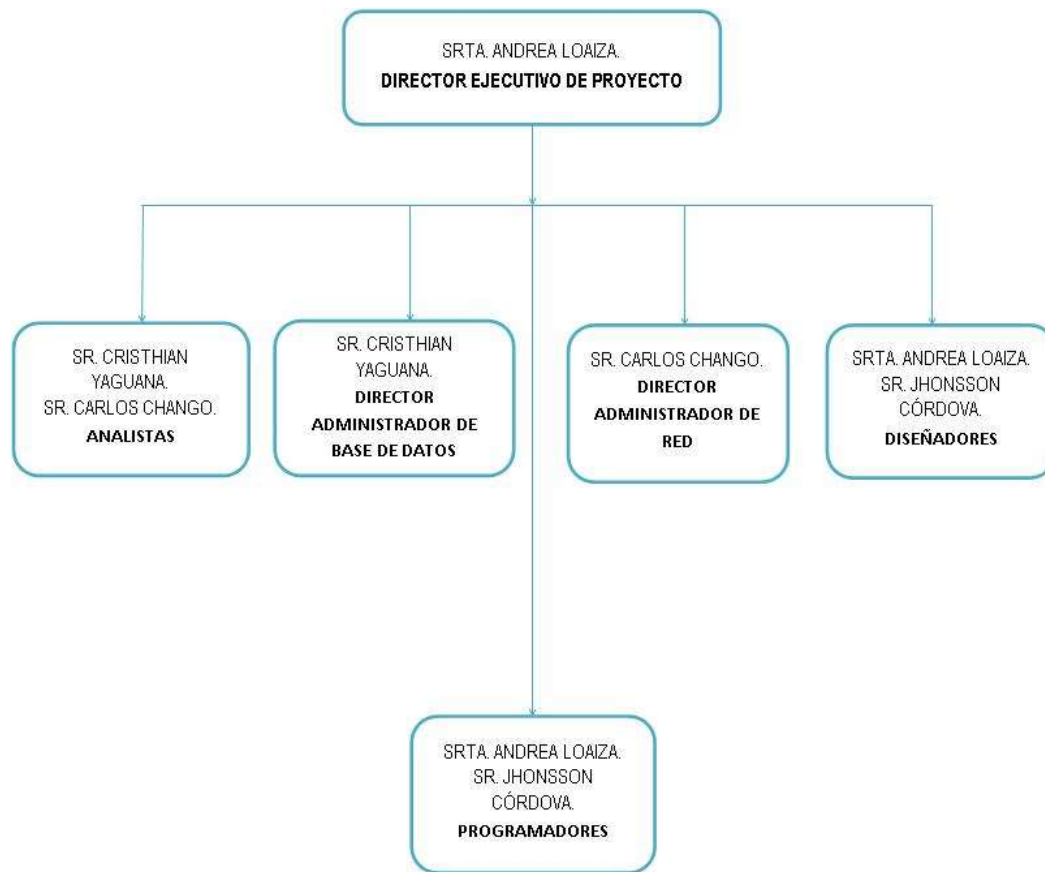 SRTA. ANDREA LOAIZA.
DIRECTOR EJECUTIVO DE PROYECTO
SR. CRISTHIAN
YAGUANA.
SR. CARLOS CHANGO.
ANALISTAS
SR. CRISTHIAN
YAGUANA.
DIRECTOR
ADMINISTRADOR DE
BASE DE DATOS
SR. CARLOS CHANGO.
DIRECTOR
ADMINISTRADOR DE
RED
SRTA. ANDREA LOAIZA.
SR. JHONSSON
CÓRDOVA.
DISEÑADORES
SRTA. ANDREA LOAIZA.
SR. JHONSSON
CÓRDOVA.
PROGRAMADORES